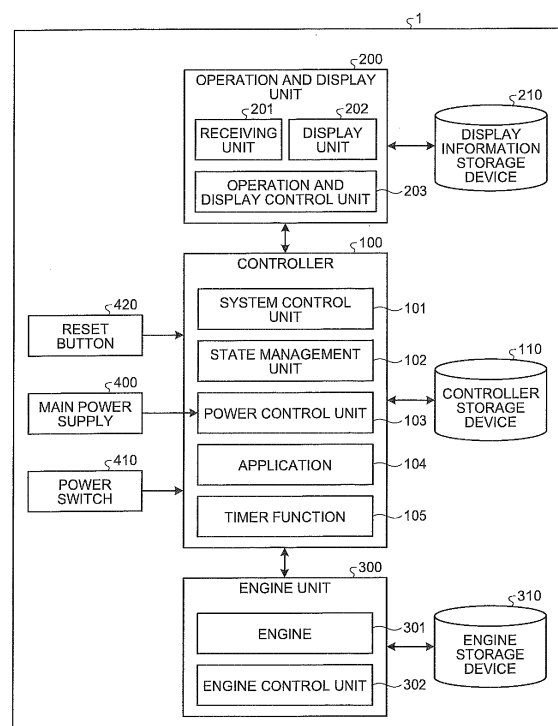 1
200
OPERATION AND DISPLAY
UNIT
201
202
RECEIVING
UNIT
DISPLAY
UNIT
OPERATION AND
DISPLAY CONTROL UNIT
203
210
DISPLAY
INFORMATION
STORAGE
DEVICE
100
CONTROLLER
SYSTEM CONTROL
UNIT
101
STATE MANAGEMENT
UNIT
102
POWER CONTROL UNIT
103
APPLICATION
104
TIMER FUNCTION
105
420
RESET
BUTTON
400
MAIN POWER
SUPPLY
410
POWER
SWITCH
110
CONTROLLER
STORAGE
DEVICE
300
ENGINE UNIT
ENGINE
301
ENGINE CONTROL UNIT
302
310
ENGINE
STORAGE
DEVICE